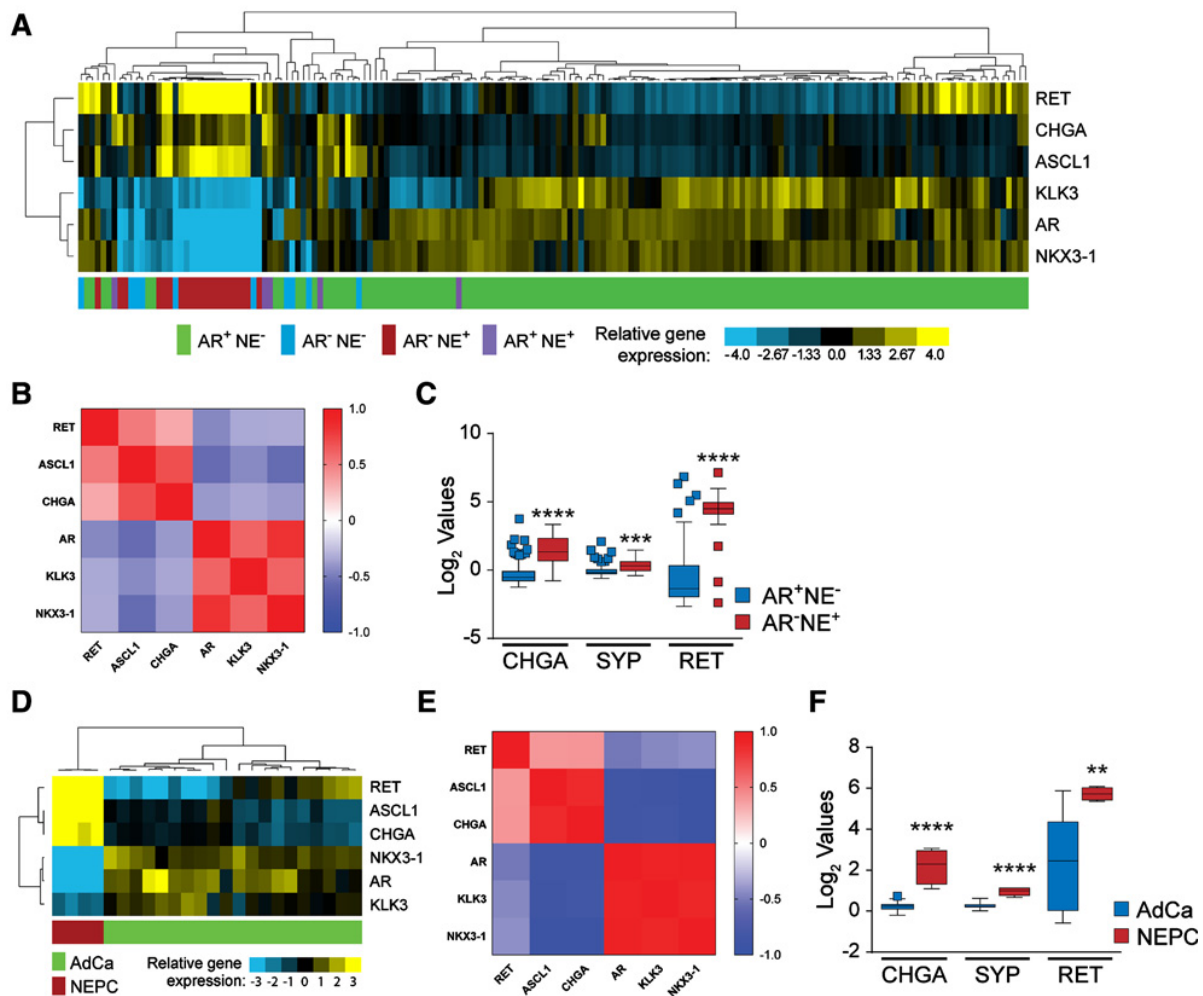 A
RET
CHGA
ASCL1
KLK3
AR
NKX3-1
AR+ NE- AR- NE- AR- NE+ AR+ NE+
Relative gene
expression:
-4.0 -2.67 -1.33 0.0 1.33 2.67 4.0
B
RET
ASCL1
CHGA
AR
KLK3
NKX3-1
RET ASCL1 CHGA AR KLK3 NKX3-1
1.0
0.5
0
-0.5
-1.0
C
Log2 Values
10
5
0
-5
**** *** ****
CHGA SYP RET
AR+NE-
AR-NE+
D
RET
ASCL1
CHGA
NKX3-1
AR
KLK3
AdCa
NEPC
Relative gene
expression:
-3 -2 -1 0 1 2 3
E
RET
ASCL1
CHGA
AR
KLK3
NKX3-1
RET ASCL1 CHGA AR KLK3 NKX3-1
1.0
0.5
0
-0.5
-1.0
F
Log2 Values
8
6
4
2
0
-2
**** **** **
CHGA SYP RET
AdCa
NEPC